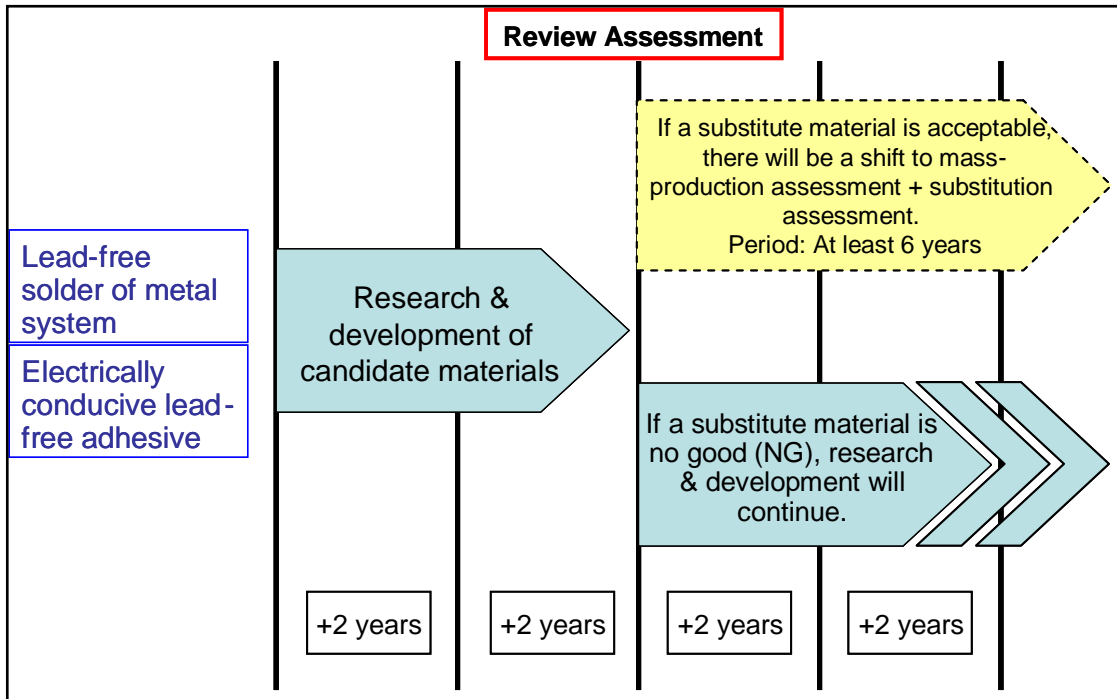 Review Assessment
If a substitute material is acceptable,
there will be a shift to mass-
production assessment + substitution
assessment.
Period: At least 6 years
Lead-free
solder of metal
system
Electrically
conducive lead-
free adhesive
Research &
development of
candidate materials
If a substitute material is
no good (NG), research
& development will
continue.
+2 years
+2 years
+2 years
+2 years